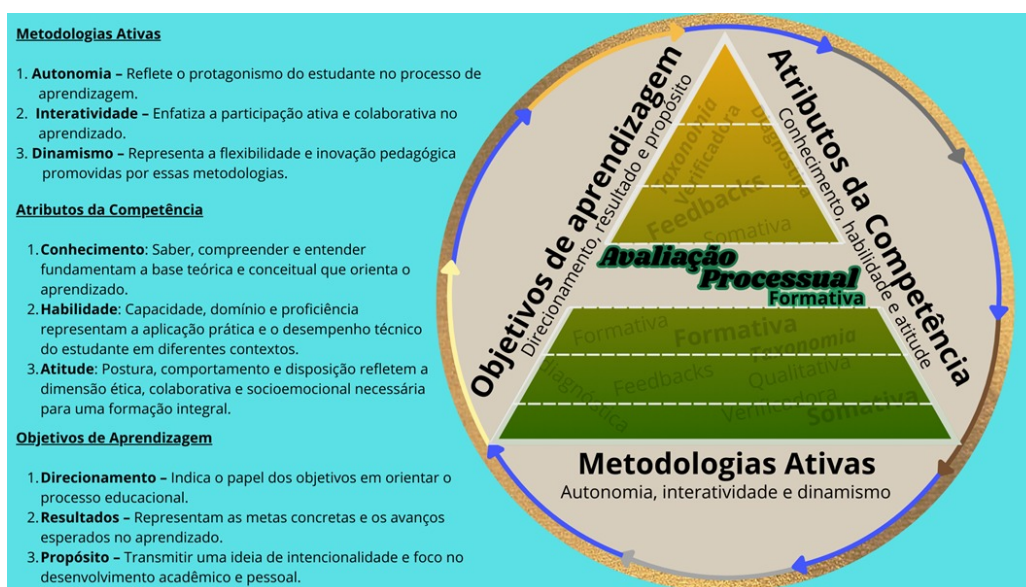 Metodologias Ativas
1. Autonomia – Reflete o protagonismo do estudante no processo de
aprendizagem.
2. Interatividade – Enfatiza a participação ativa e colaborativa no
aprendizado.
3. Dinamismo – Representa a flexibilidade e inovação pedagógica
promovidas por essas metodologias.
Atributos da Competência
1. Conhecimento: Saber, compreender e entender
fundamentam a base teórica e conceitual que orienta o
aprendizado.
2. Habilidade: Capacidade, domínio e proficiência
representam a aplicação prática e o desempenho técnico
do estudante em diferentes contextos.
3. Atitude: Postura, comportamento e disposição refletem a
dimensão ética, colaborativa e socioemocional necessária
para uma formação integral.
Objetivos de Aprendizagem
1. Direcionamento – Indica o papel dos objetivos em orientar o
processo educacional.
2. Resultados – Representam as metas concretas e os avanços
esperados no aprendizado.
3. Propósito – Transmitir uma ideia de intencionalidade e foco no
desenvolvimento acadêmico e pessoal.
Objetivos de aprendizagem
Direcionamento, resultado e propósito
Atributos da Competência
Conhecimento, habilidade e atitude
Taxonomia
Verificadora
Diagnóstica
Feedbacks
Somativa
Avaliação
Processual
Formativa
Formativa
Formativa
Taxonomia
diagnóstica
Feedbacks
Qualitativa
Verificadora
Somativa
Metodologias Ativas
Autonomia, interatividade e dinamismo